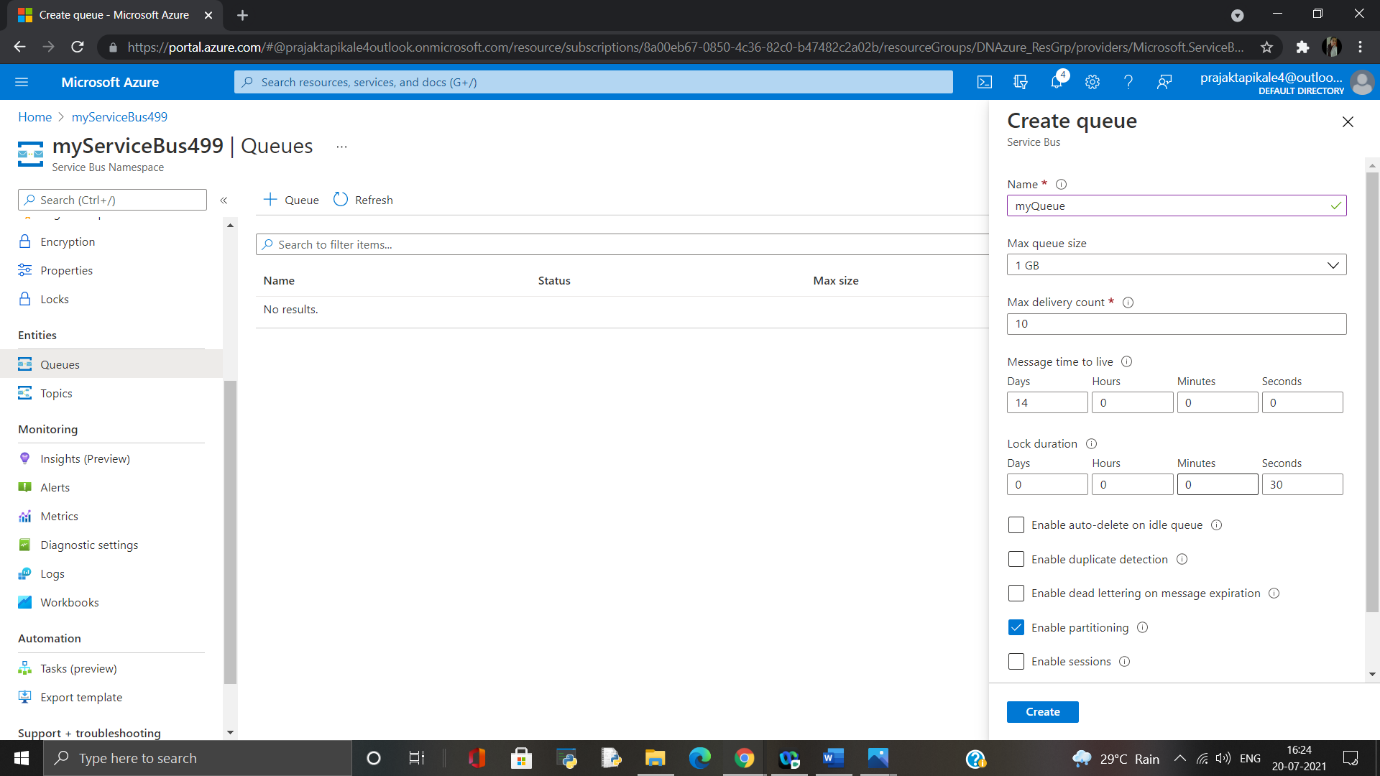 Create queue - Microsoft Azure
https://portal.azure.com/#@prajaktapikale4outlook.onmicrosoft.com/resource/subscriptions/8a00eb67-0850-4c36-82c0-b47482c2a02b/resourceGroups/DNAzure_ResGrp/providers/Microsoft.ServiceB...
Microsoft Azure
Search resources, services, and docs (G+/)
4
prajaktapikale4@outloo...
DEFAULT DIRECTORY
Home > myServiceBus499
myServiceBus499 | Queues ...
Service Bus Namespace
Search (Ctrl+/)
«
Encryption
Properties
Locks
Entities
Queues
Topics
Monitoring
Insights (Preview)
Alerts
Metrics
Diagnostic settings
Logs
Workbooks
Automation
Tasks (preview)
Export template
Support + troubleshooting
+ Queue Refresh
Search to filter items...
Name Status Max size
No results.
Create queue
Service Bus
Name *
myQueue
Max queue size
1 GB
Max delivery count *
10
Message time to live
Days Hours Minutes Seconds
14 0 0 0
Lock duration
Days Hours Minutes Seconds
0 0 0 30
Enable auto-delete on idle queue
Enable duplicate detection
Enable dead lettering on message expiration
Enable partitioning
Enable sessions
Create
Type here to search
29°C Rain
ENG
16:24
20-07-2021